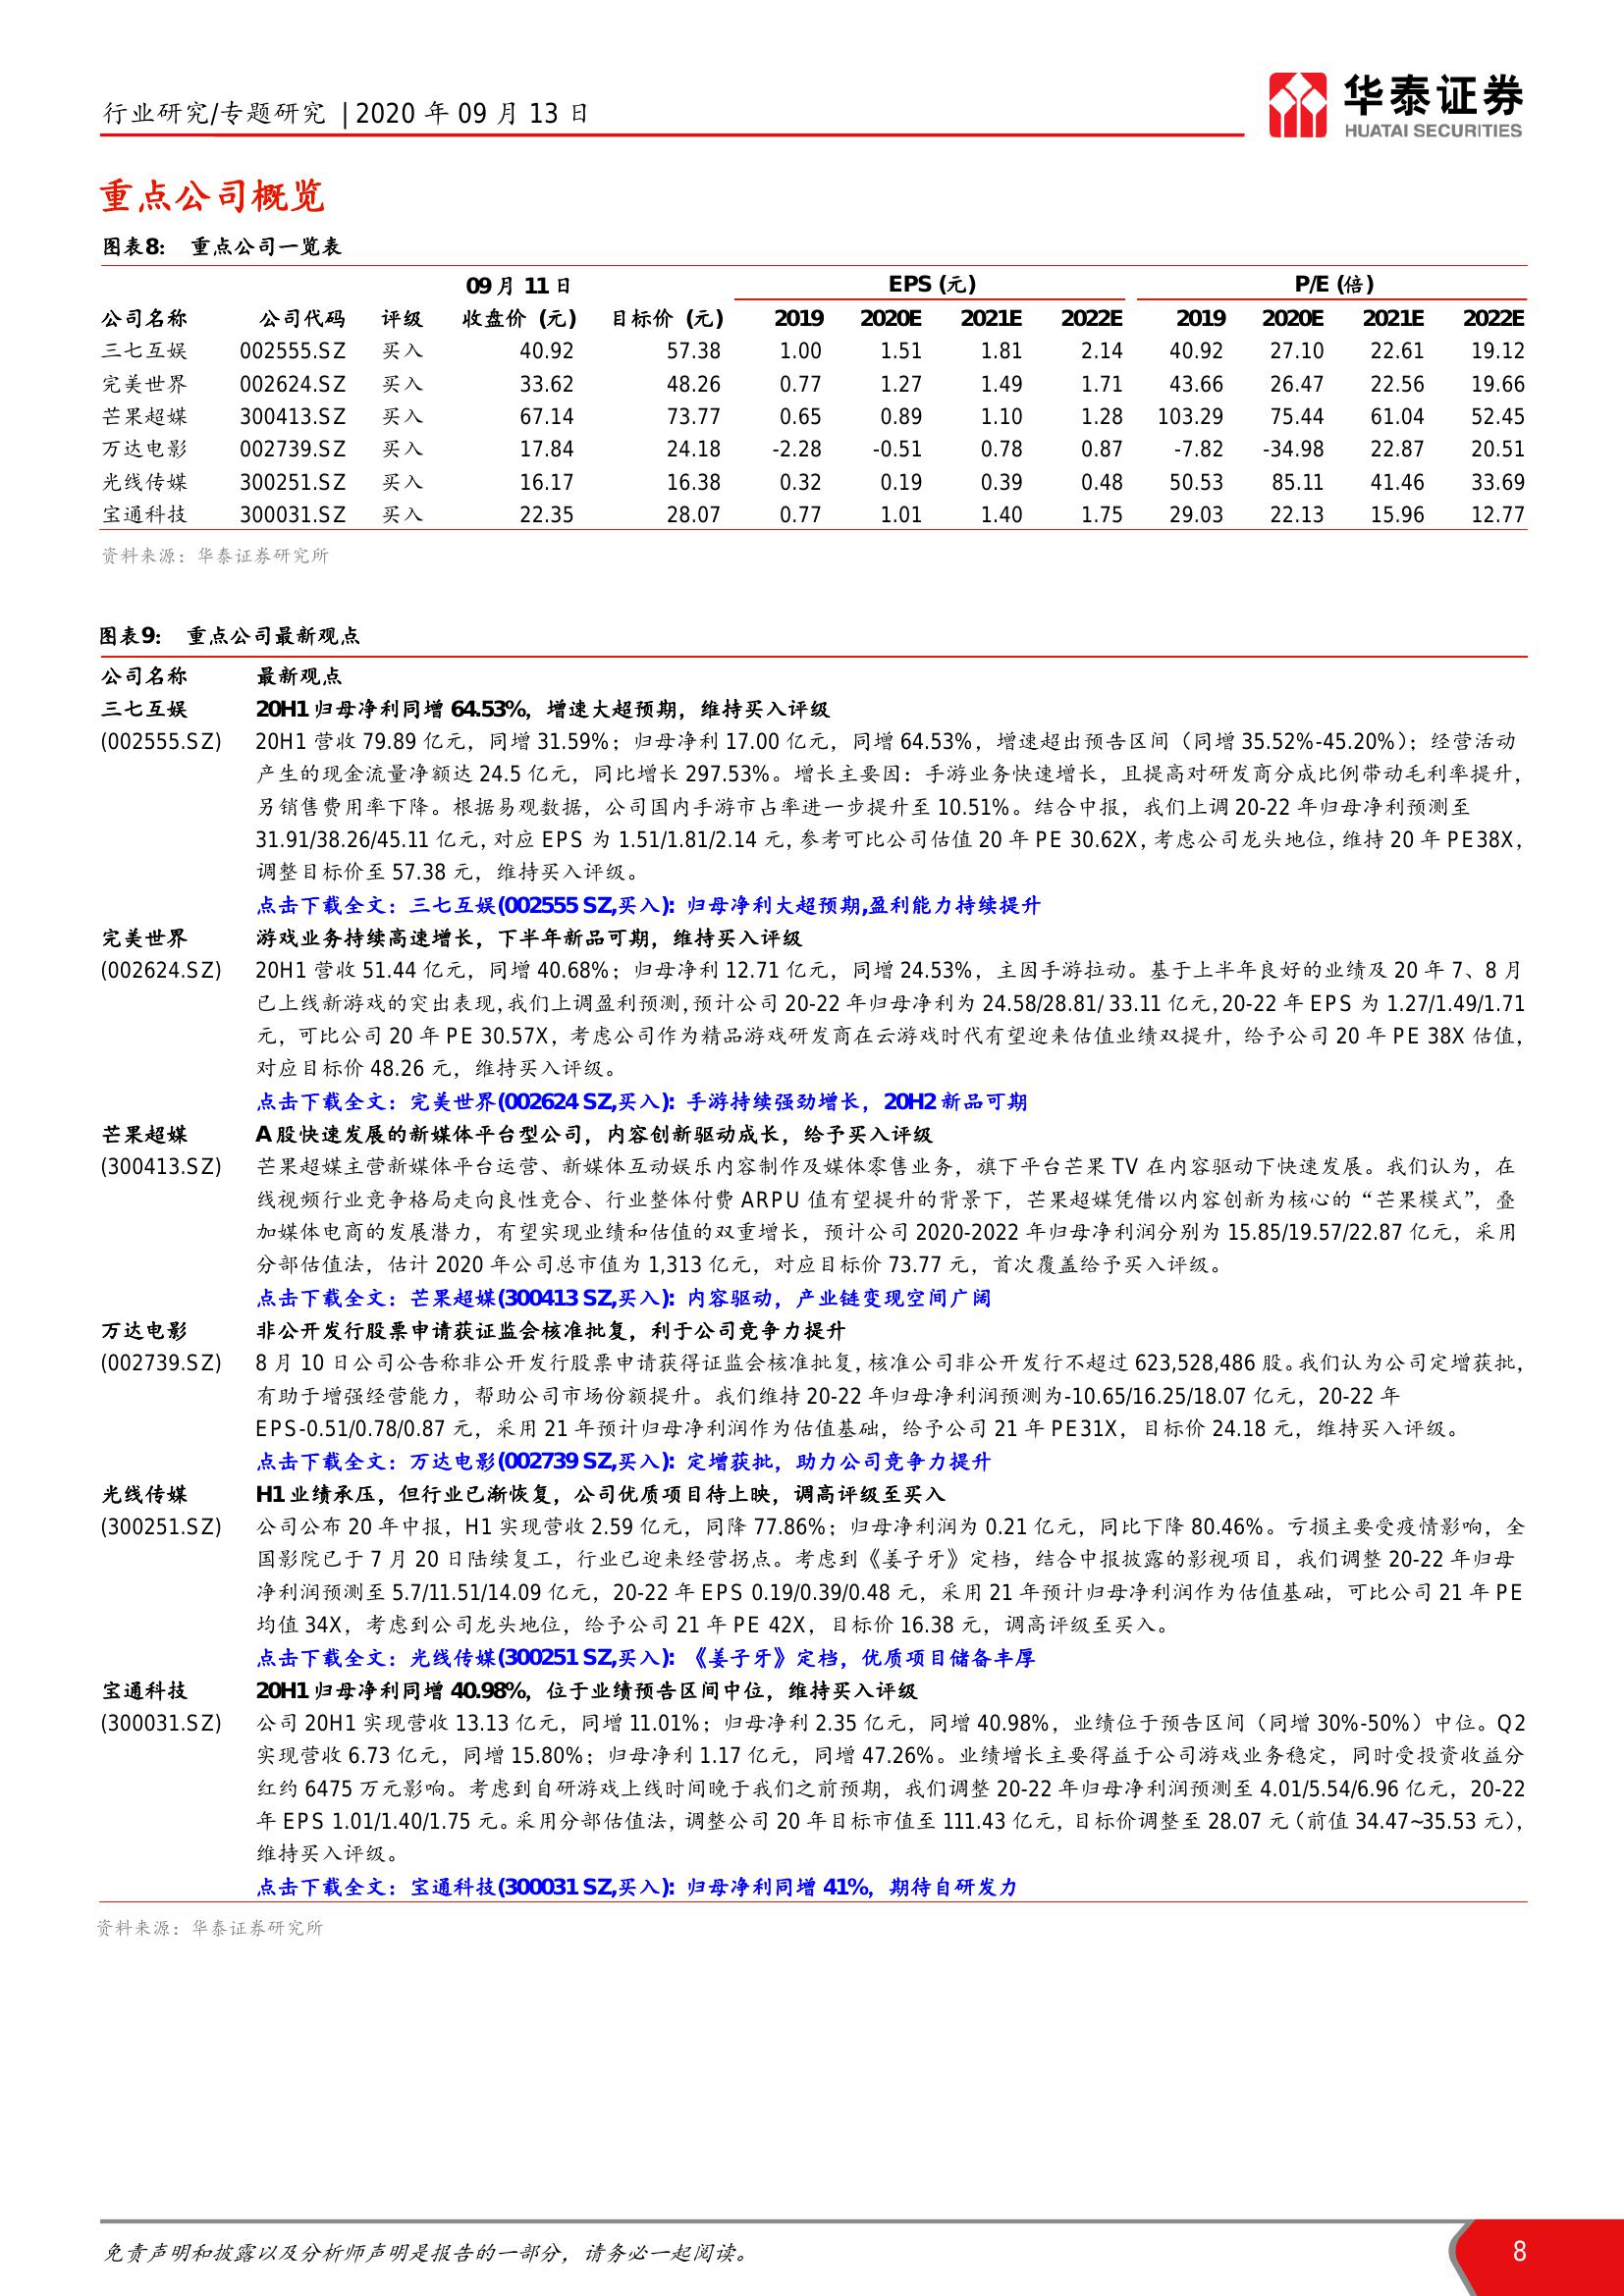 行业研究/专题研究 | 2020 年 09 月 13 日
华泰证券
HUATAI SECURITIES
重点公司概览
图表8: 重点公司一览表
09 月 11 日 EPS (元) P/E (倍)
公司名称 公司代码 评级 收盘价 (元) 目标价 (元) 2019 2020E 2021E 2022E 2019 2020E 2021E 2022E
三七互娱 002555.SZ 买入 40.92 57.38 1.00 1.51 1.81 2.14 40.92 27.10 22.61 19.12
完美世界 002624.SZ 买入 33.62 48.26 0.77 1.27 1.49 1.71 43.66 26.47 22.56 19.66
芒果超媒 300413.SZ 买入 67.14 73.77 0.65 0.89 1.10 1.28 103.29 75.44 61.04 52.45
万达电影 002739.SZ 买入 17.84 24.18 -2.28 -0.51 0.78 0.87 -7.82 -34.98 22.87 20.51
光线传媒 300251.SZ 买入 16.17 16.38 0.32 0.19 0.39 0.48 50.53 85.11 41.46 33.69
宝通科技 300031.SZ 买入 22.35 28.07 0.77 1.01 1.40 1.75 29.03 22.13 15.96 12.77
资料来源：华泰证券研究所
图表9: 重点公司最新观点
公司名称 最新观点
三七互娱 20H1 归母净利同增 64.53%，增速大超预期，维持买入评级
(002555.SZ) 20H1 营收 79.89 亿元，同增 31.59%；归母净利 17.00 亿元，同增 64.53%，增速超出预告区间（同增 35.52%-45.20%）；经营活动
产生的现金流量净额达 24.5 亿元，同比增长 297.53%。增长主要因：手游业务快速增长，且提高对研发商分成比例带动毛利率提升，
另销售费用率下降。根据易观数据，公司国内手游市占率进一步提升至 10.51%。结合中报，我们上调 20-22 年归母净利预测至
31.91/38.26/45.11 亿元，对应 EPS 为 1.51/1.81/2.14 元，参考可比公司估值 20 年 PE 30.62X，考虑公司龙头地位，维持 20 年 PE38X，
调整目标价至 57.38 元，维持买入评级。
点击下载全文：三七互娱(002555 SZ,买入): 归母净利大超预期,盈利能力持续提升
完美世界 游戏业务持续高速增长，下半年新品可期，维持买入评级
(002624.SZ) 20H1 营收 51.44 亿元，同增 40.68%；归母净利 12.71 亿元，同增 24.53%，主因手游拉动。基于上半年良好的业绩及 20 年 7、8 月
已上线新游戏的突出表现，我们上调盈利预测，预计公司 20-22 年归母净利为 24.58/28.81/ 33.11 亿元，20-22 年 EPS 为 1.27/1.49/1.71
元，可比公司 20 年 PE 30.57X，考虑公司作为精品游戏研发商在云游戏时代有望迎来估值业绩双提升，给予公司 20 年 PE 38X 估值，
对应目标价 48.26 元，维持买入评级。
点击下载全文：完美世界(002624 SZ,买入): 手游持续强劲增长，20H2 新品可期
芒果超媒 A 股快速发展的新媒体平台型公司，内容创新驱动成长，给予买入评级
(300413.SZ) 芒果超媒主营新媒体平台运营、新媒体互动娱乐内容制作及媒体零售业务，旗下平台芒果 TV 在内容驱动下快速发展。我们认为，在
线视频行业竞争格局走向良性竞合、行业整体付费 ARPU 值有望提升的背景下，芒果超媒凭借以内容创新为核心的“芒果模式”，叠
加媒体电商的发展潜力，有望实现业绩和估值的双重增长，预计公司 2020-2022 年归母净利润分别为 15.85/19.57/22.87 亿元，采用
分部估值法，估计 2020 年公司总市值为 1,313 亿元，对应目标价 73.77 元，首次覆盖给予买入评级。
点击下载全文：芒果超媒(300413 SZ,买入): 内容驱动，产业链变现空间广阔
万达电影 非公开发行股票申请获证监会核准批复，利于公司竞争力提升
(002739.SZ) 8 月 10 日公司公告称非公开发行股票申请获得证监会核准批复，核准公司非公开发行不超过 623,528,486 股。我们认为公司定增获批，
有助于增强经营能力，帮助公司市场份额提升。我们维持 20-22 年归母净利润预测为-10.65/16.25/18.07 亿元，20-22 年
EPS-0.51/0.78/0.87 元，采用 21 年预计归母净利润作为估值基础，给予公司 21 年 PE31X，目标价 24.18 元，维持买入评级。
点击下载全文：万达电影(002739 SZ,买入): 定增获批，助力公司竞争力提升
光线传媒 H1 业绩承压，但行业已渐恢复，公司优质项目待上映，调高评级至买入
(300251.SZ) 公司公布 20 年中报，H1 实现营收 2.59 亿元，同降 77.86%；归母净利润为 0.21 亿元，同比下降 80.46%。亏损主要受疫情影响，全
国影院已于 7 月 20 日陆续复工，行业已迎来经营拐点。考虑到《姜子牙》定档，结合中报披露的影视项目，我们调整 20-22 年归母
净利润预测至 5.7/11.51/14.09 亿元，20-22 年 EPS 0.19/0.39/0.48 元，采用 21 年预计归母净利润作为估值基础，可比公司 21 年 PE
均值 34X，考虑到公司龙头地位，给予公司 21 年 PE 42X，目标价 16.38 元，调高评级至买入。
点击下载全文：光线传媒(300251 SZ,买入): 《姜子牙》定档，优质项目储备丰厚
宝通科技 20H1 归母净利同增 40.98%，位于业绩预告区间中位，维持买入评级
(300031.SZ) 公司 20H1 实现营收 13.13 亿元，同增 11.01%；归母净利 2.35 亿元，同增 40.98%，业绩位于预告区间（同增 30%-50%）中位。Q2
实现营收 6.73 亿元，同增 15.80%；归母净利 1.17 亿元，同增 47.26%。业绩增长主要得益于公司游戏业务稳定，同时受投资收益分
红约 6475 万元影响。考虑到自研游戏上线时间晚于我们之前预期，我们调整 20-22 年归母净利润预测至 4.01/5.54/6.96 亿元，20-22
年 EPS 1.01/1.40/1.75 元。采用分部估值法，调整公司 20 年目标市值至 111.43 亿元，目标价调整至 28.07 元（前值 34.47~35.53 元），
维持买入评级。
点击下载全文：宝通科技(300031 SZ,买入): 归母净利同增 41%，期待自研发力
资料来源：华泰证券研究所
免责声明和披露以及分析师声明是报告的一部分，请务必一起阅读。 8